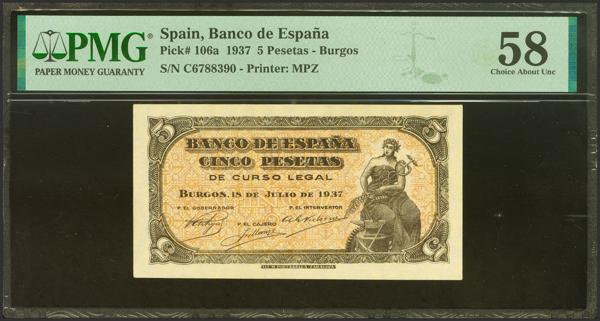 PMG
PAPER MONEY GUARANTY
Spain, Banco de España
Pick# 106a 1937 5 Pesetas - Burgos
S/N C6788390 - Printer: MPZ
58
Choice About Unc
5
5
BANCO DE ESPAÑA
CINCO PESETAS
DE CURSO LEGAL
BURGOS, 18 DE JULIO DE 1937
P. EL GOBERNADOR
P. EL INTERVENTOR
P. EL CAJERO
5
5